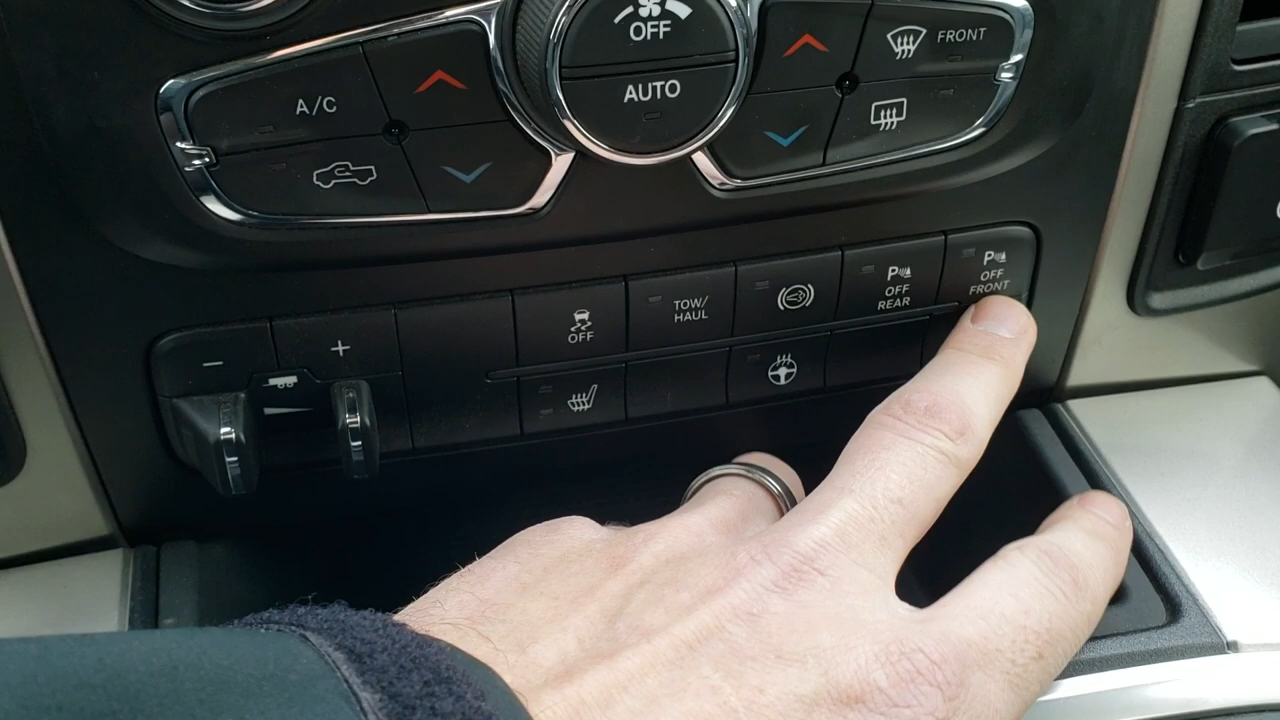 OFF
AUTO
A/C
FRONT
OFF
TOW/
HAUL
P
OFF
REAR
P
OFF
FRONT
− +